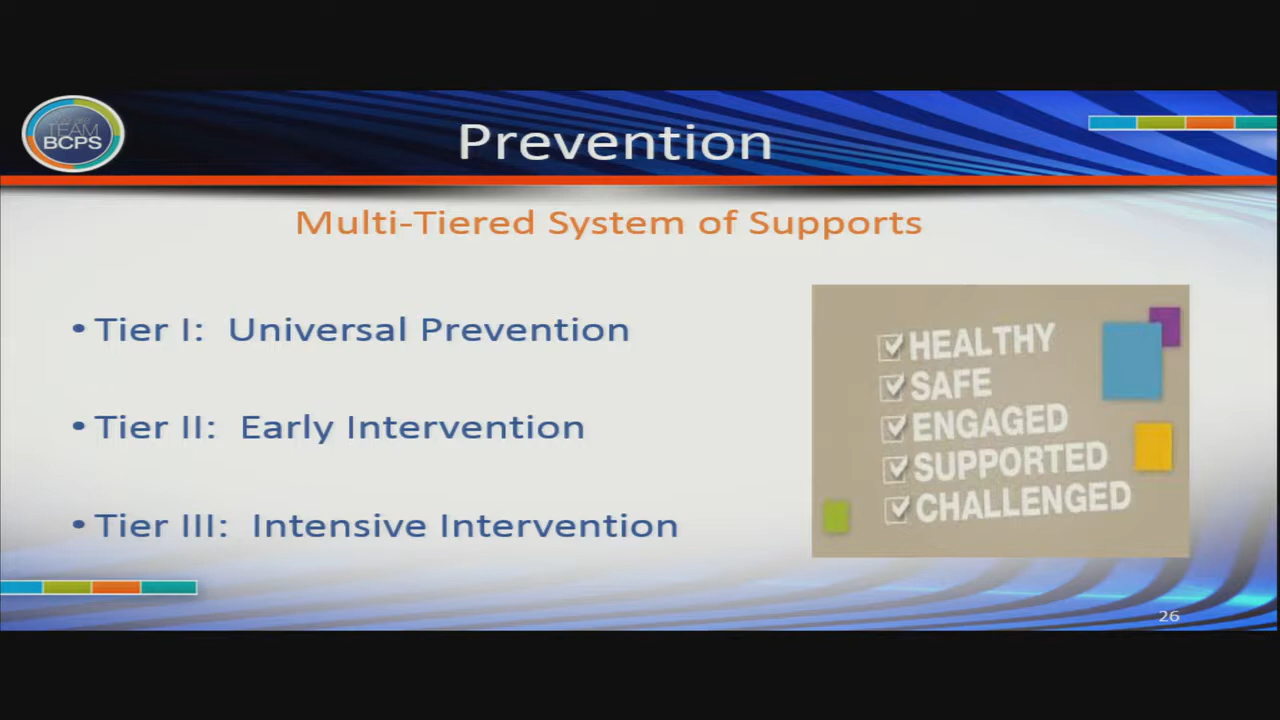 TEAM
BCPS
Prevention
Multi-Tiered System of Supports
• Tier I: Universal Prevention
• Tier II: Early Intervention
• Tier III: Intensive Intervention
HEALTHY
SAFE
ENGAGED
SUPPORTED
CHALLENGED
26